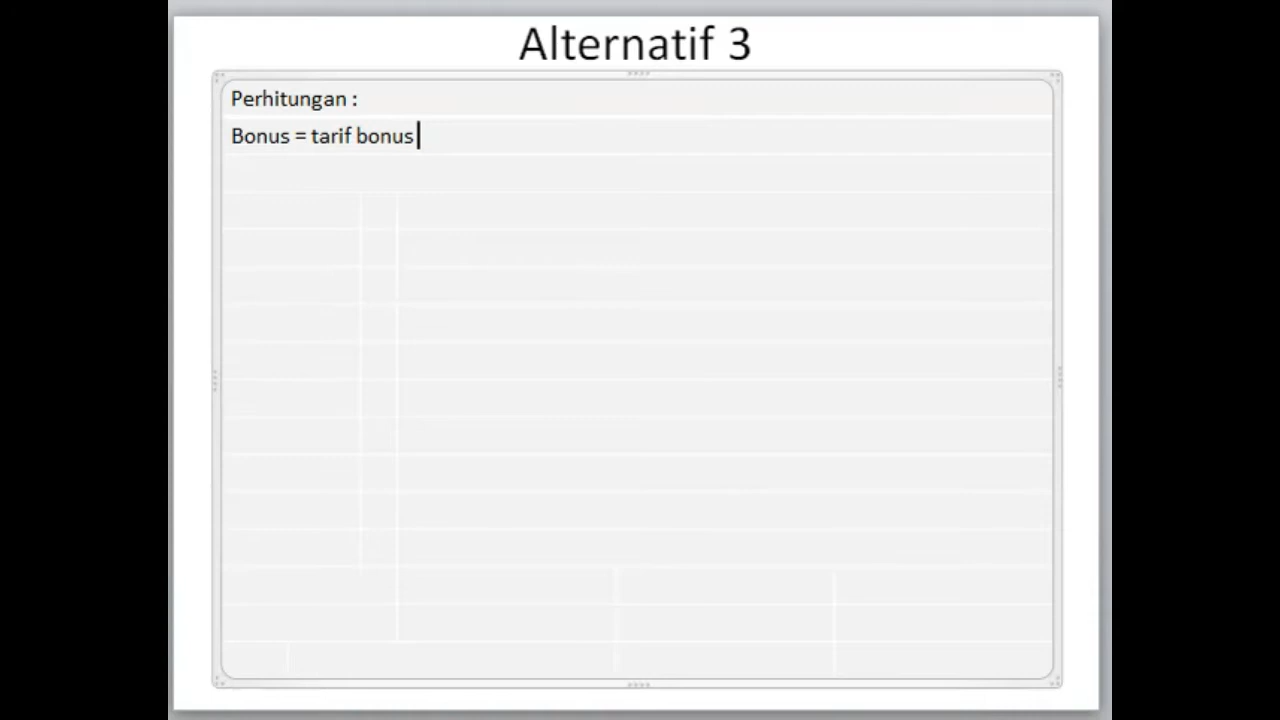 Alternatif 3
Perhitungan :
Bonus = tarif bonus